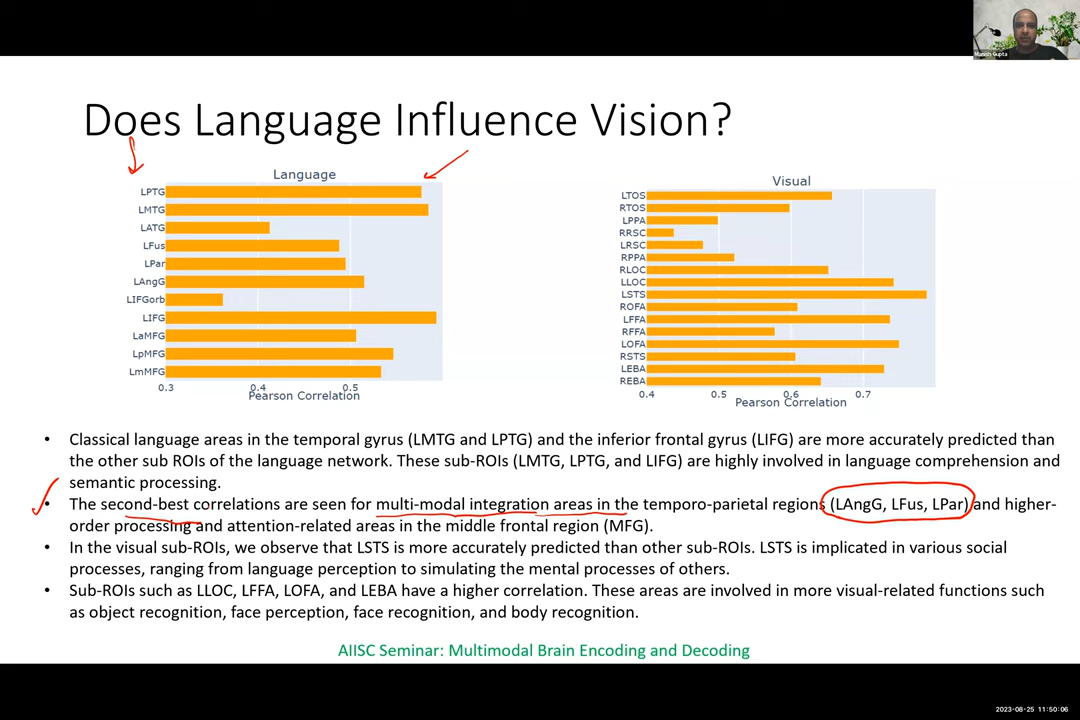 Manish Gupta
Does Language Influence Vision?
Language
LPTG
LMTG
LATG
LFus
LPar
LAngG
LIFGorb
LIFG
LaMFG
LpMFG
LmMFG
0.3 0.4 0.5
Pearson Correlation
Visual
LTOS
RTOS
LPPA
RRSC
LRSC
RPPA
RLOC
LLOC
LSTS
ROFA
LFFA
RFFA
LOFA
RSTS
LEBA
REBA
0.4 0.5 0.6 0.7
Pearson Correlation
• Classical language areas in the temporal gyrus (LMTG and LPTG) and the inferior frontal gyrus (LIFG) are more accurately predicted than
the other sub ROIs of the language network. These sub-ROIs (LMTG, LPTG, and LIFG) are highly involved in language comprehension and
semantic processing.
• The second-best correlations are seen for multi-modal integration areas in the temporo-parietal regions (LAngG, LFus, LPar) and higher-
order processing and attention-related areas in the middle frontal region (MFG).
• In the visual sub-ROIs, we observe that LSTS is more accurately predicted than other sub-ROIs. LSTS is implicated in various social
processes, ranging from language perception to simulating the mental processes of others.
• Sub-ROIs such as LLOC, LFFA, LOFA, and LEBA have a higher correlation. These areas are involved in more visual-related functions such
as object recognition, face perception, face recognition, and body recognition.
AIISC Seminar: Multimodal Brain Encoding and Decoding
2023-08-25 11:50:06